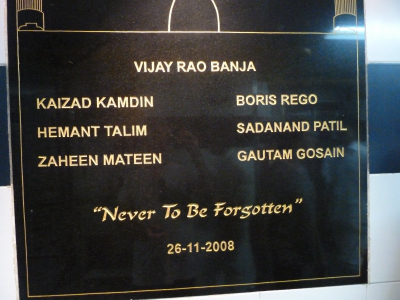 VIJAY RAO BANJA
KAIZAD KAMDIN BORIS REGO
HEMANT TALIM SADANAND PATIL
ZAHEEN MATEEN GAUTAM GOSAIN
"Never To Be Forgotten"
26-11-2008